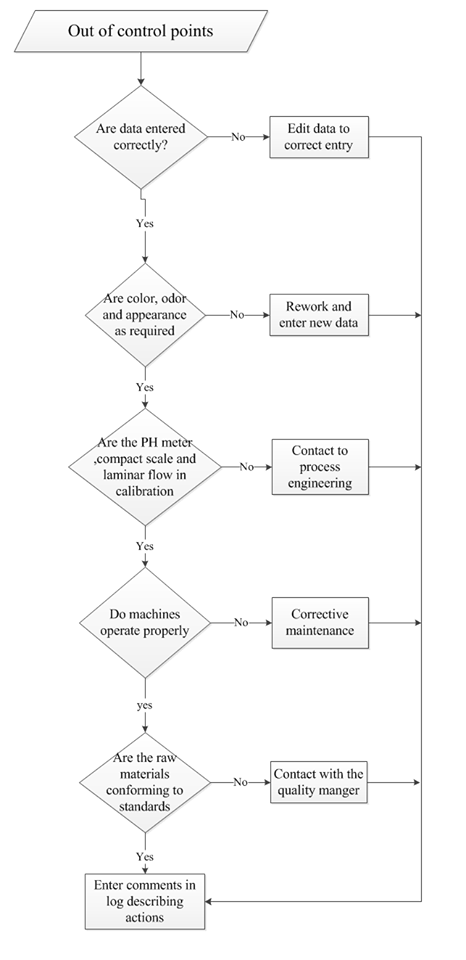 Out of control points
Are data entered
correctly?
No
Edit data to
correct entry
Yes
Are color, odor
and appearance
as required
No
Rework and
enter new data
Yes
Are the PH meter
,compact scale and
laminar flow in
calibration
No
Contact to
process
engineering
Yes
Do machines
operate properly
No
Corrective
maintenance
yes
Are the raw
materials
conforming to
standards
No
Contact with the
quality manger
Yes
Enter comments in
log describing
actions